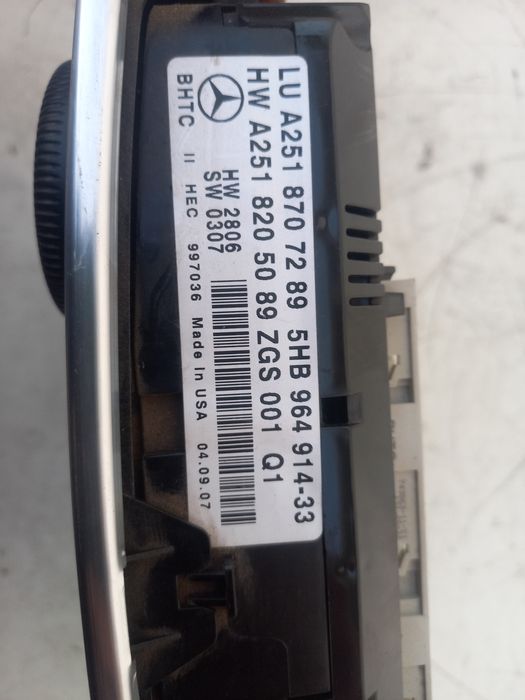 LU A251 870 72 89 5HB 964 914-33
HW A251 820 50 89 ZGS 001 Q1
HW 2806
SW 0307
BHTC II HEC 997036 Made In USA 04.09.07